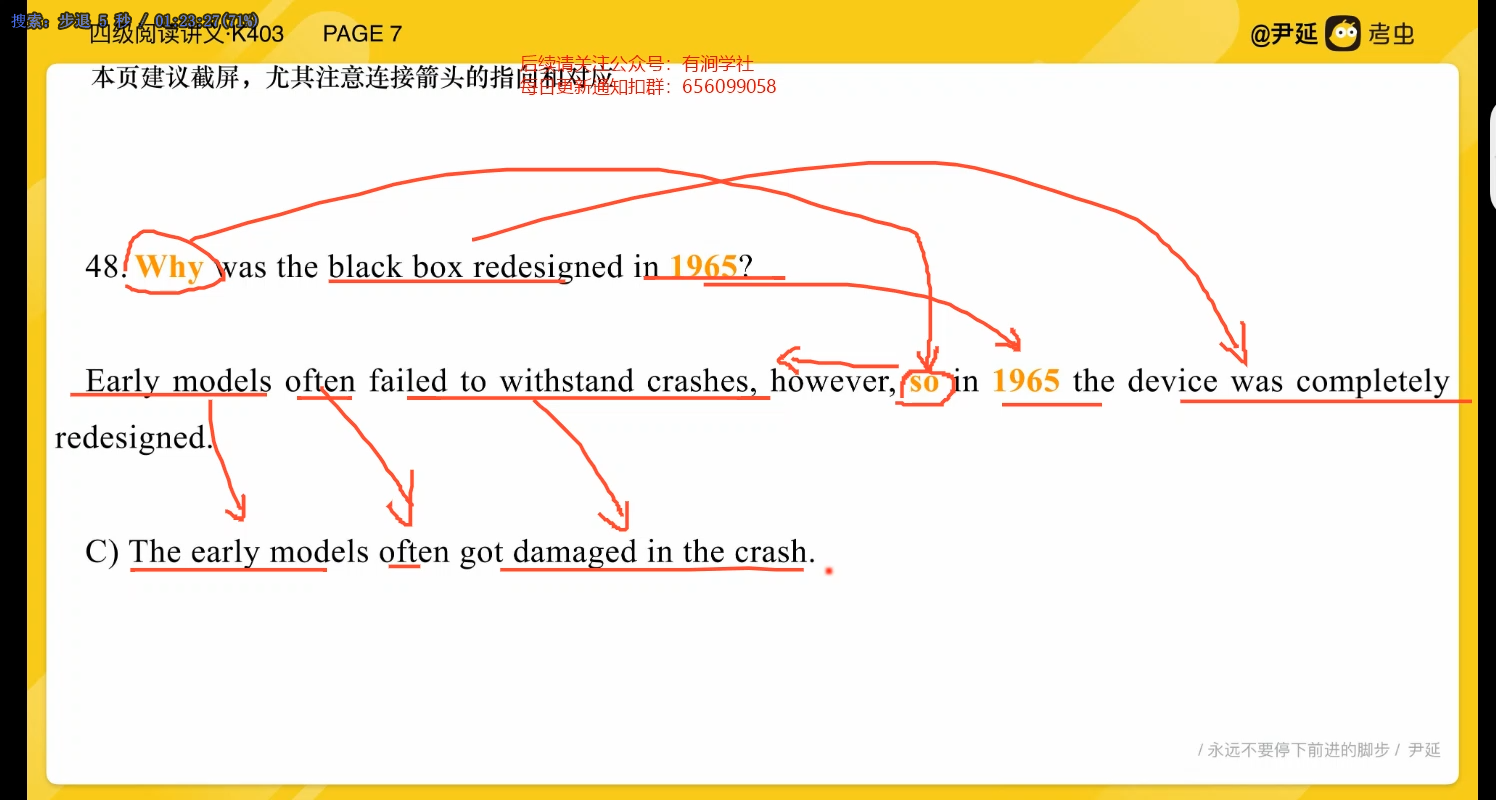 搜索: 步退 5 秒 / 01:23:27(71%)
四级阅读讲义·K403 PAGE 7
@尹延 考虫
后续请关注公众号：有涧学社
本页建议截屏，尤其注意连接箭头的指向和对应
每日更新通知扣群：656099058
48. Why was the black box redesigned in 1965?
Early models often failed to withstand crashes, however, so in 1965 the device was completely
redesigned.
C) The early models often got damaged in the crash.
/ 永远不要停下前进的脚步 / 尹延